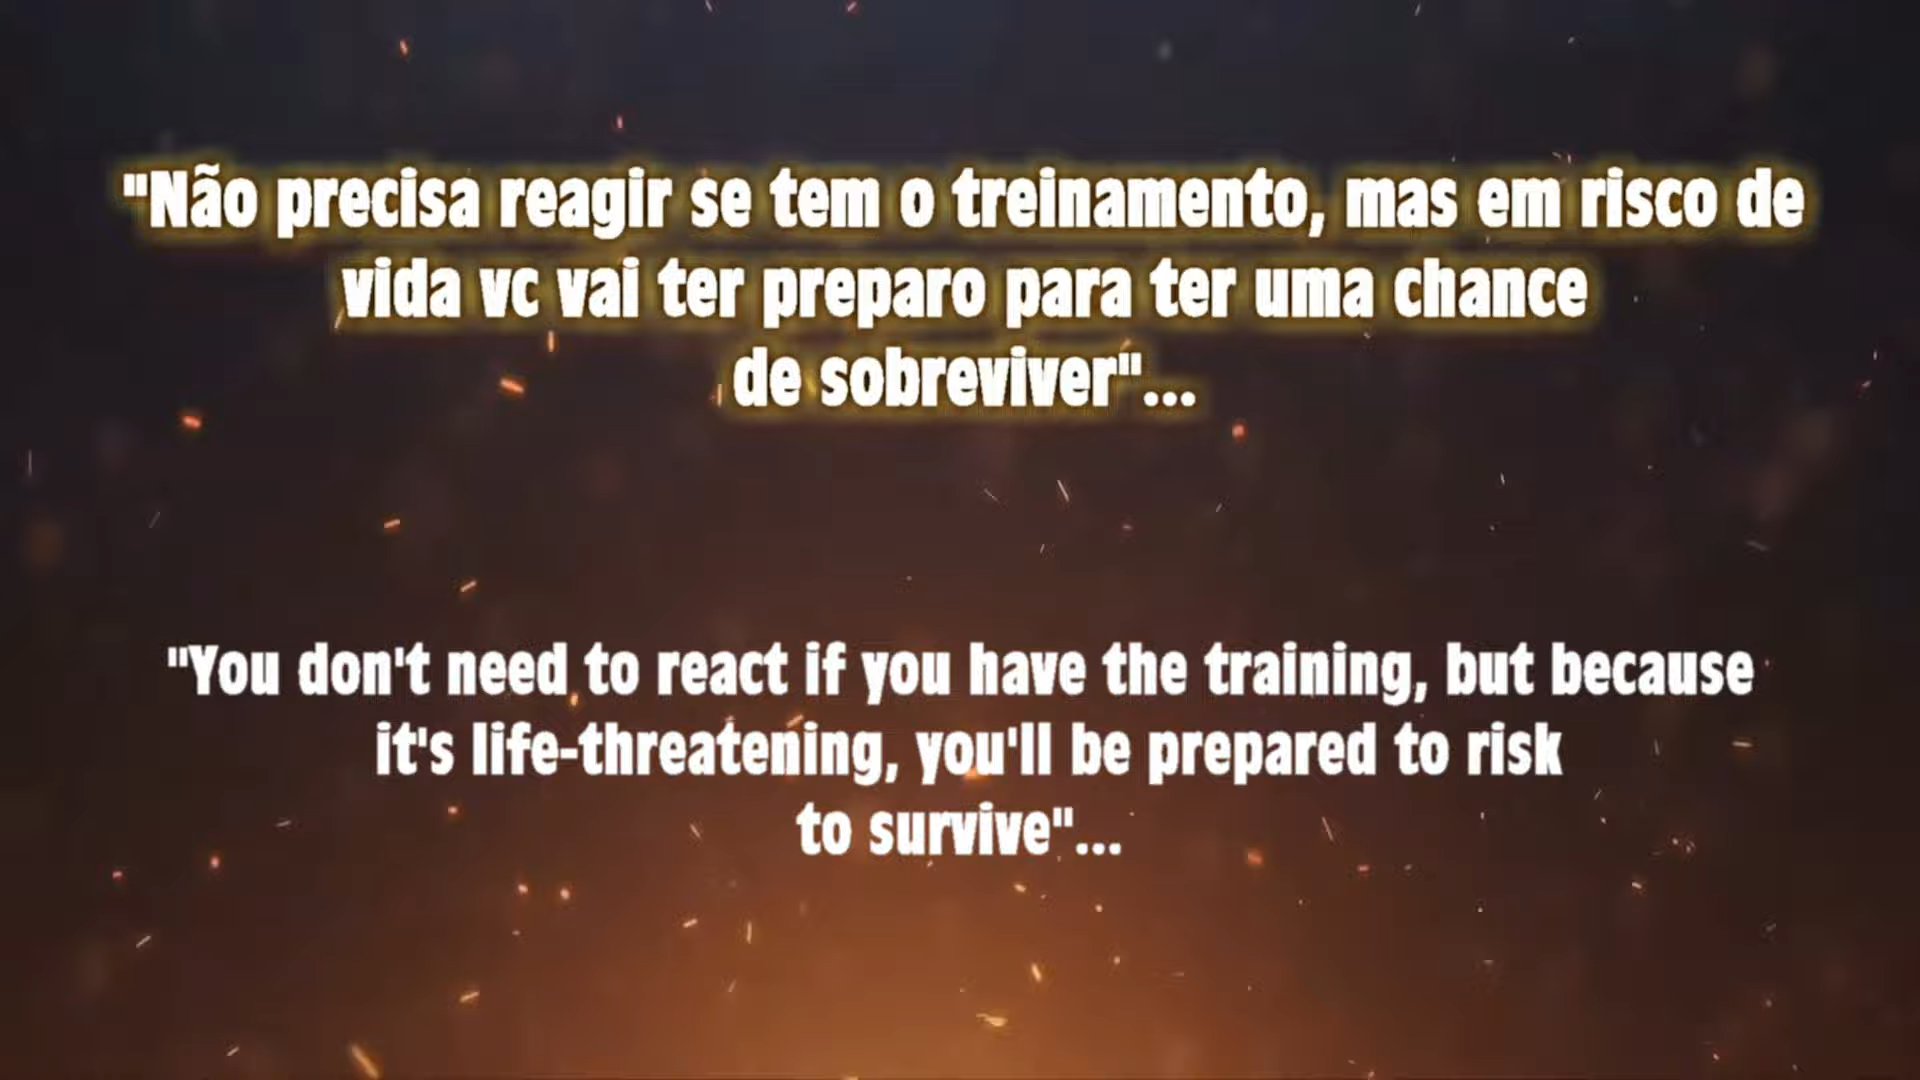 "Não precisa reagir se tem o treinamento, mas em risco de
vida vc vai ter preparo para ter uma chance
de sobreviver"...
"You don't need to react if you have the training, but because
it's life-threatening, you'll be prepared to risk
to survive"...